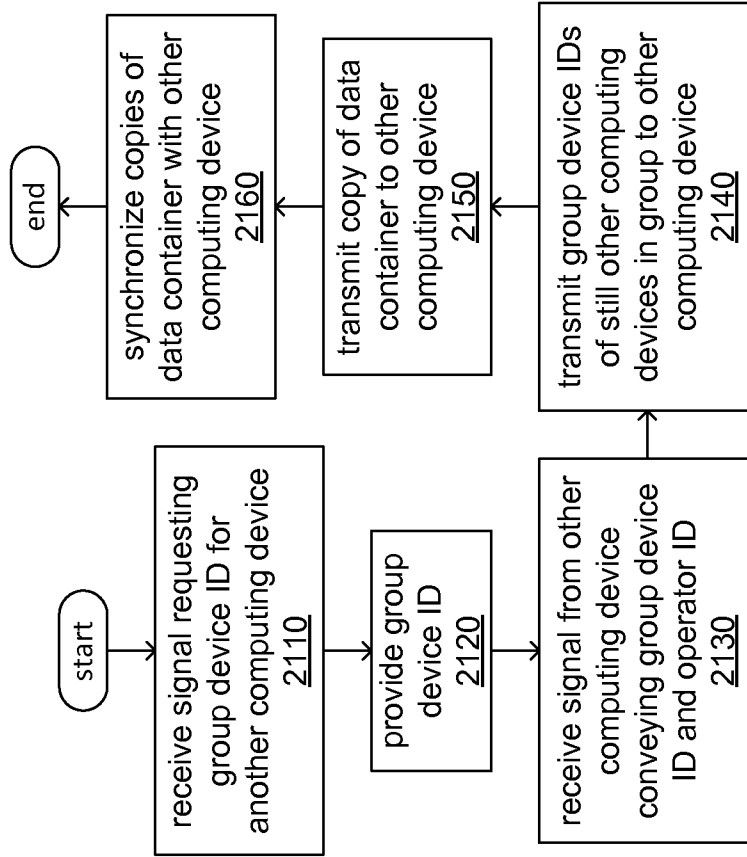 start
receive signal requesting
group device ID for
another computing device
2110
provide group
device ID
2120
receive signal from other
computing device
conveying group device
ID and operator ID
2130
transmit group device IDs
of still other computing
devices in group to other
computing device
2140
transmit copy of data
container to other
computing device
2150
synchronize copies of
data container with other
computing device
2160
end